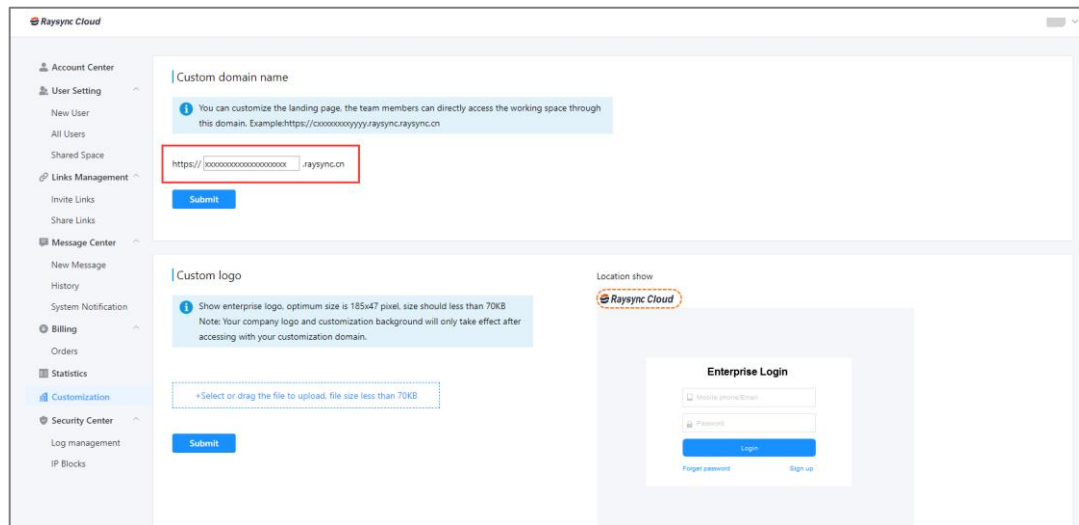 Raysync Cloud
Account Center
User Setting
New User
All Users
Shared Space
Links Management
Invite Links
Share Links
Message Center
New Message
History
System Notification
Billing
Orders
Statistics
Customization
Security Center
Log management
IP Blocks
Custom domain name
You can customize the landing page, the team members can directly access the working space through
this domain. Example:https://cxxxxxxxxyyyy.raysync.raysync.cn
https:// xxxxxxxxxxxxxxxxxxxx .raysync.cn
Submit
Custom logo
Show enterprise logo, optimum size is 185x47 pixel, size should less than 70KB
Note: Your company logo and customization background will only take effect after
accessing with your customization domain.
+Select or drag the file to upload, file size less than 70KB
Submit
Location show
Raysync Cloud
Enterprise Login
Mobile phone/Email
Password
Login
Forget password Sign up